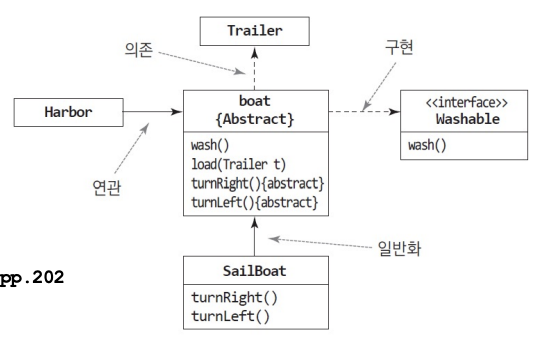 Trailer
의존
구현
Harbor
boat
{Abstract}
wash()
load(Trailer t)
turnRight(){abstract}
turnLeft(){abstract}
<<interface>>
Washable
wash()
연관
일반화
pp.202
SailBoat
turnRight()
turnLeft()